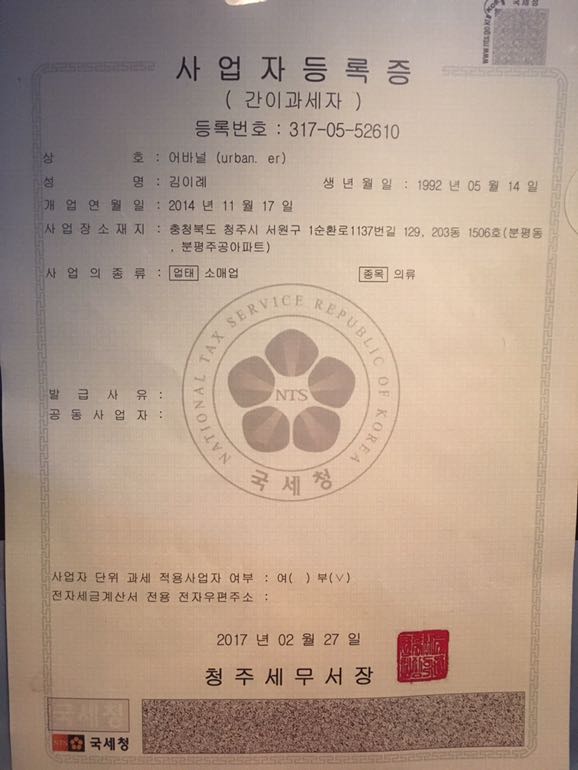 국세청
www.nts.go.kr
사업자등록증
( 간이과세자 )
등록번호 : 317-05-52610
상 호 : 어바널 (urban. er)
성 명 : 김이례 생 년 월 일 : 1992 년 05 월 14 일
개 업 연 월 일 : 2014 년 11 월 17 일
사 업 장 소 재 지 : 충청북도 청주시 서원구 1순환로1137번길 129, 203동 1506호(분평동
, 분평주공아파트)
사 업 의 종 류 : 업태 소매업 종목 의류
NATIONAL TAX SERVICE REPUBLIC OF KOREA
NTS
국세청
발 급 사 유 :
공 동 사 업 자 :
사업자 단위 과세 적용사업자 여부 : 여( ) 부(∨)
전자세금계산서 전용 전자우편주소 :
2017 년 02 월 27 일
청주세무서장
국세청
NTS 국세청